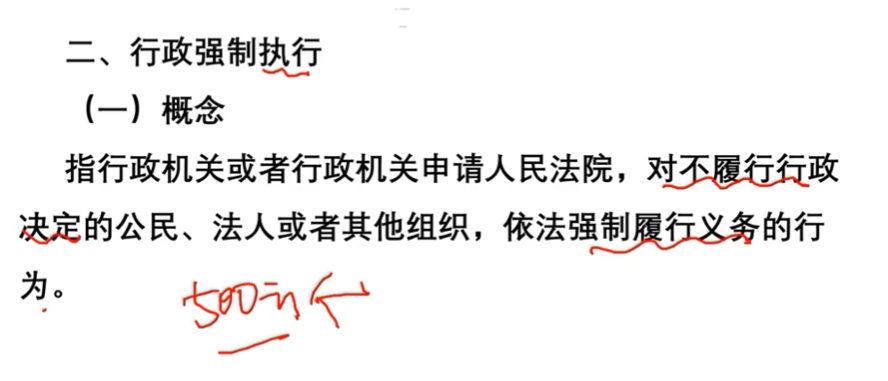 二、行政强制执行
（一）概念
指行政机关或者行政机关申请人民法院，对不履行行政
决定的公民、法人或者其他组织，依法强制履行义务的行
为。
500元